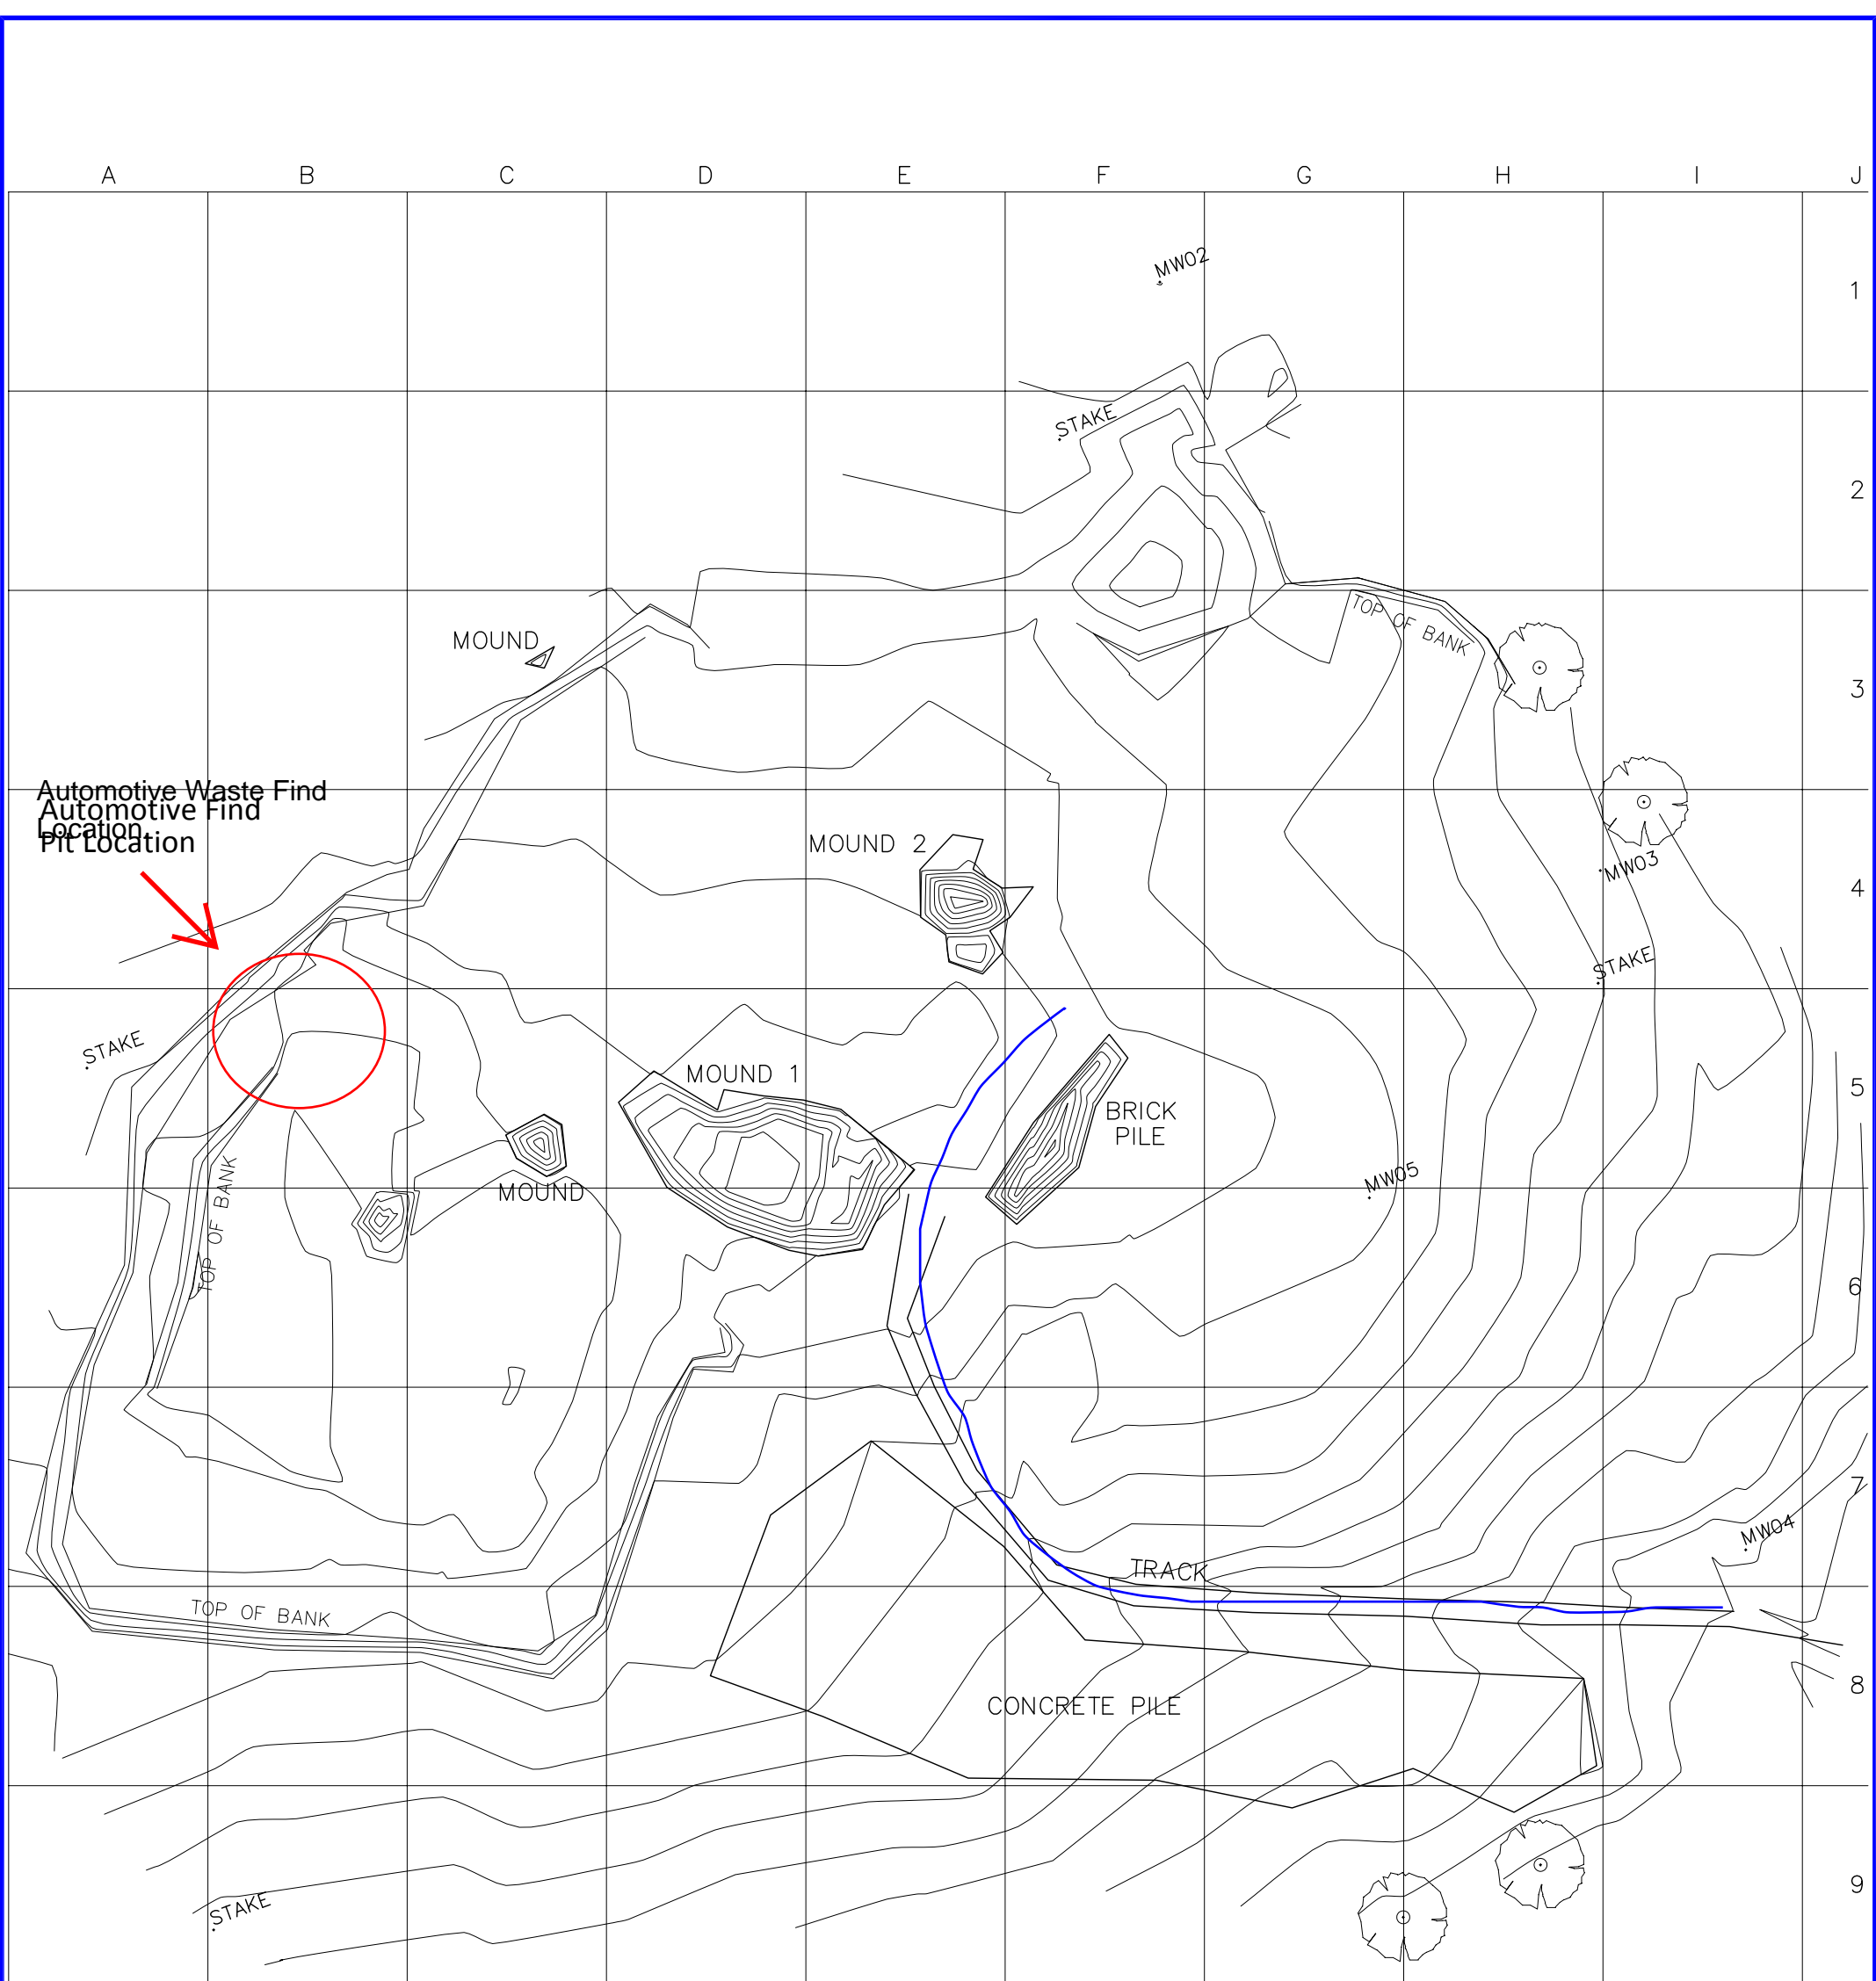 A B C D E F G H I J
MW02
1
STAKE
2
TOP OF BANK
MOUND
3
Automotive Waste Find
Location
Automotive Find
Pit Location
MOUND 2
MW03
4
STAKE
STAKE
MOUND 1
5
BRICK
PILE
MW05
MOUND
TOP OF BANK
6
7
MW04
TRACK
TOP OF BANK
8
CONCRETE PILE
9
STAKE